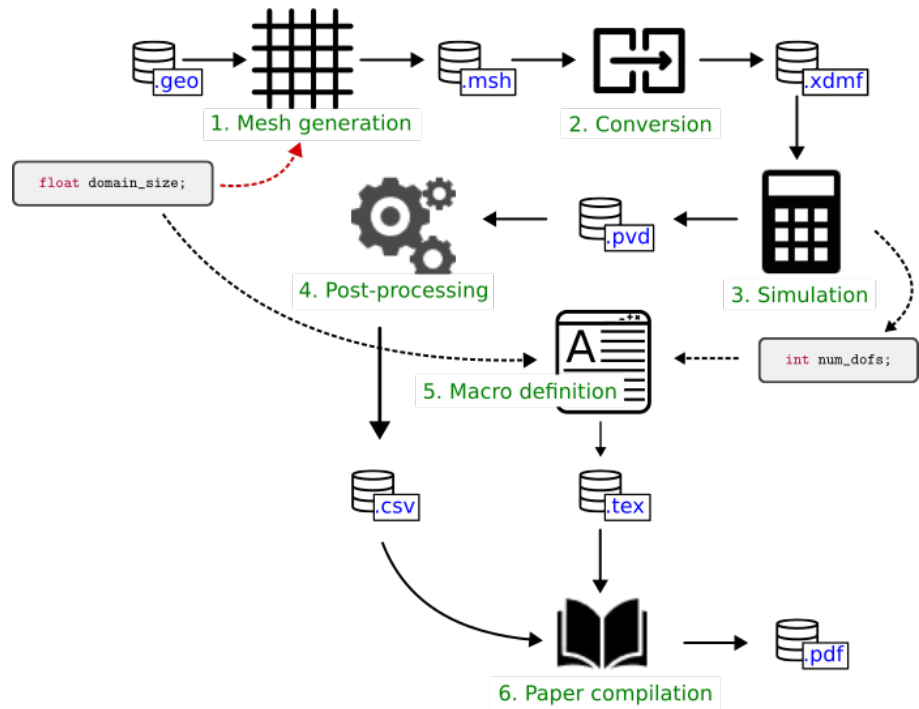 .geo
.msh
.xdmf
1. Mesh generation
2. Conversion
float domain_size;
.pvd
4. Post-processing
3. Simulation
A
int num_dofs;
5. Macro definition
.csv
.tex
.pdf
6. Paper compilation